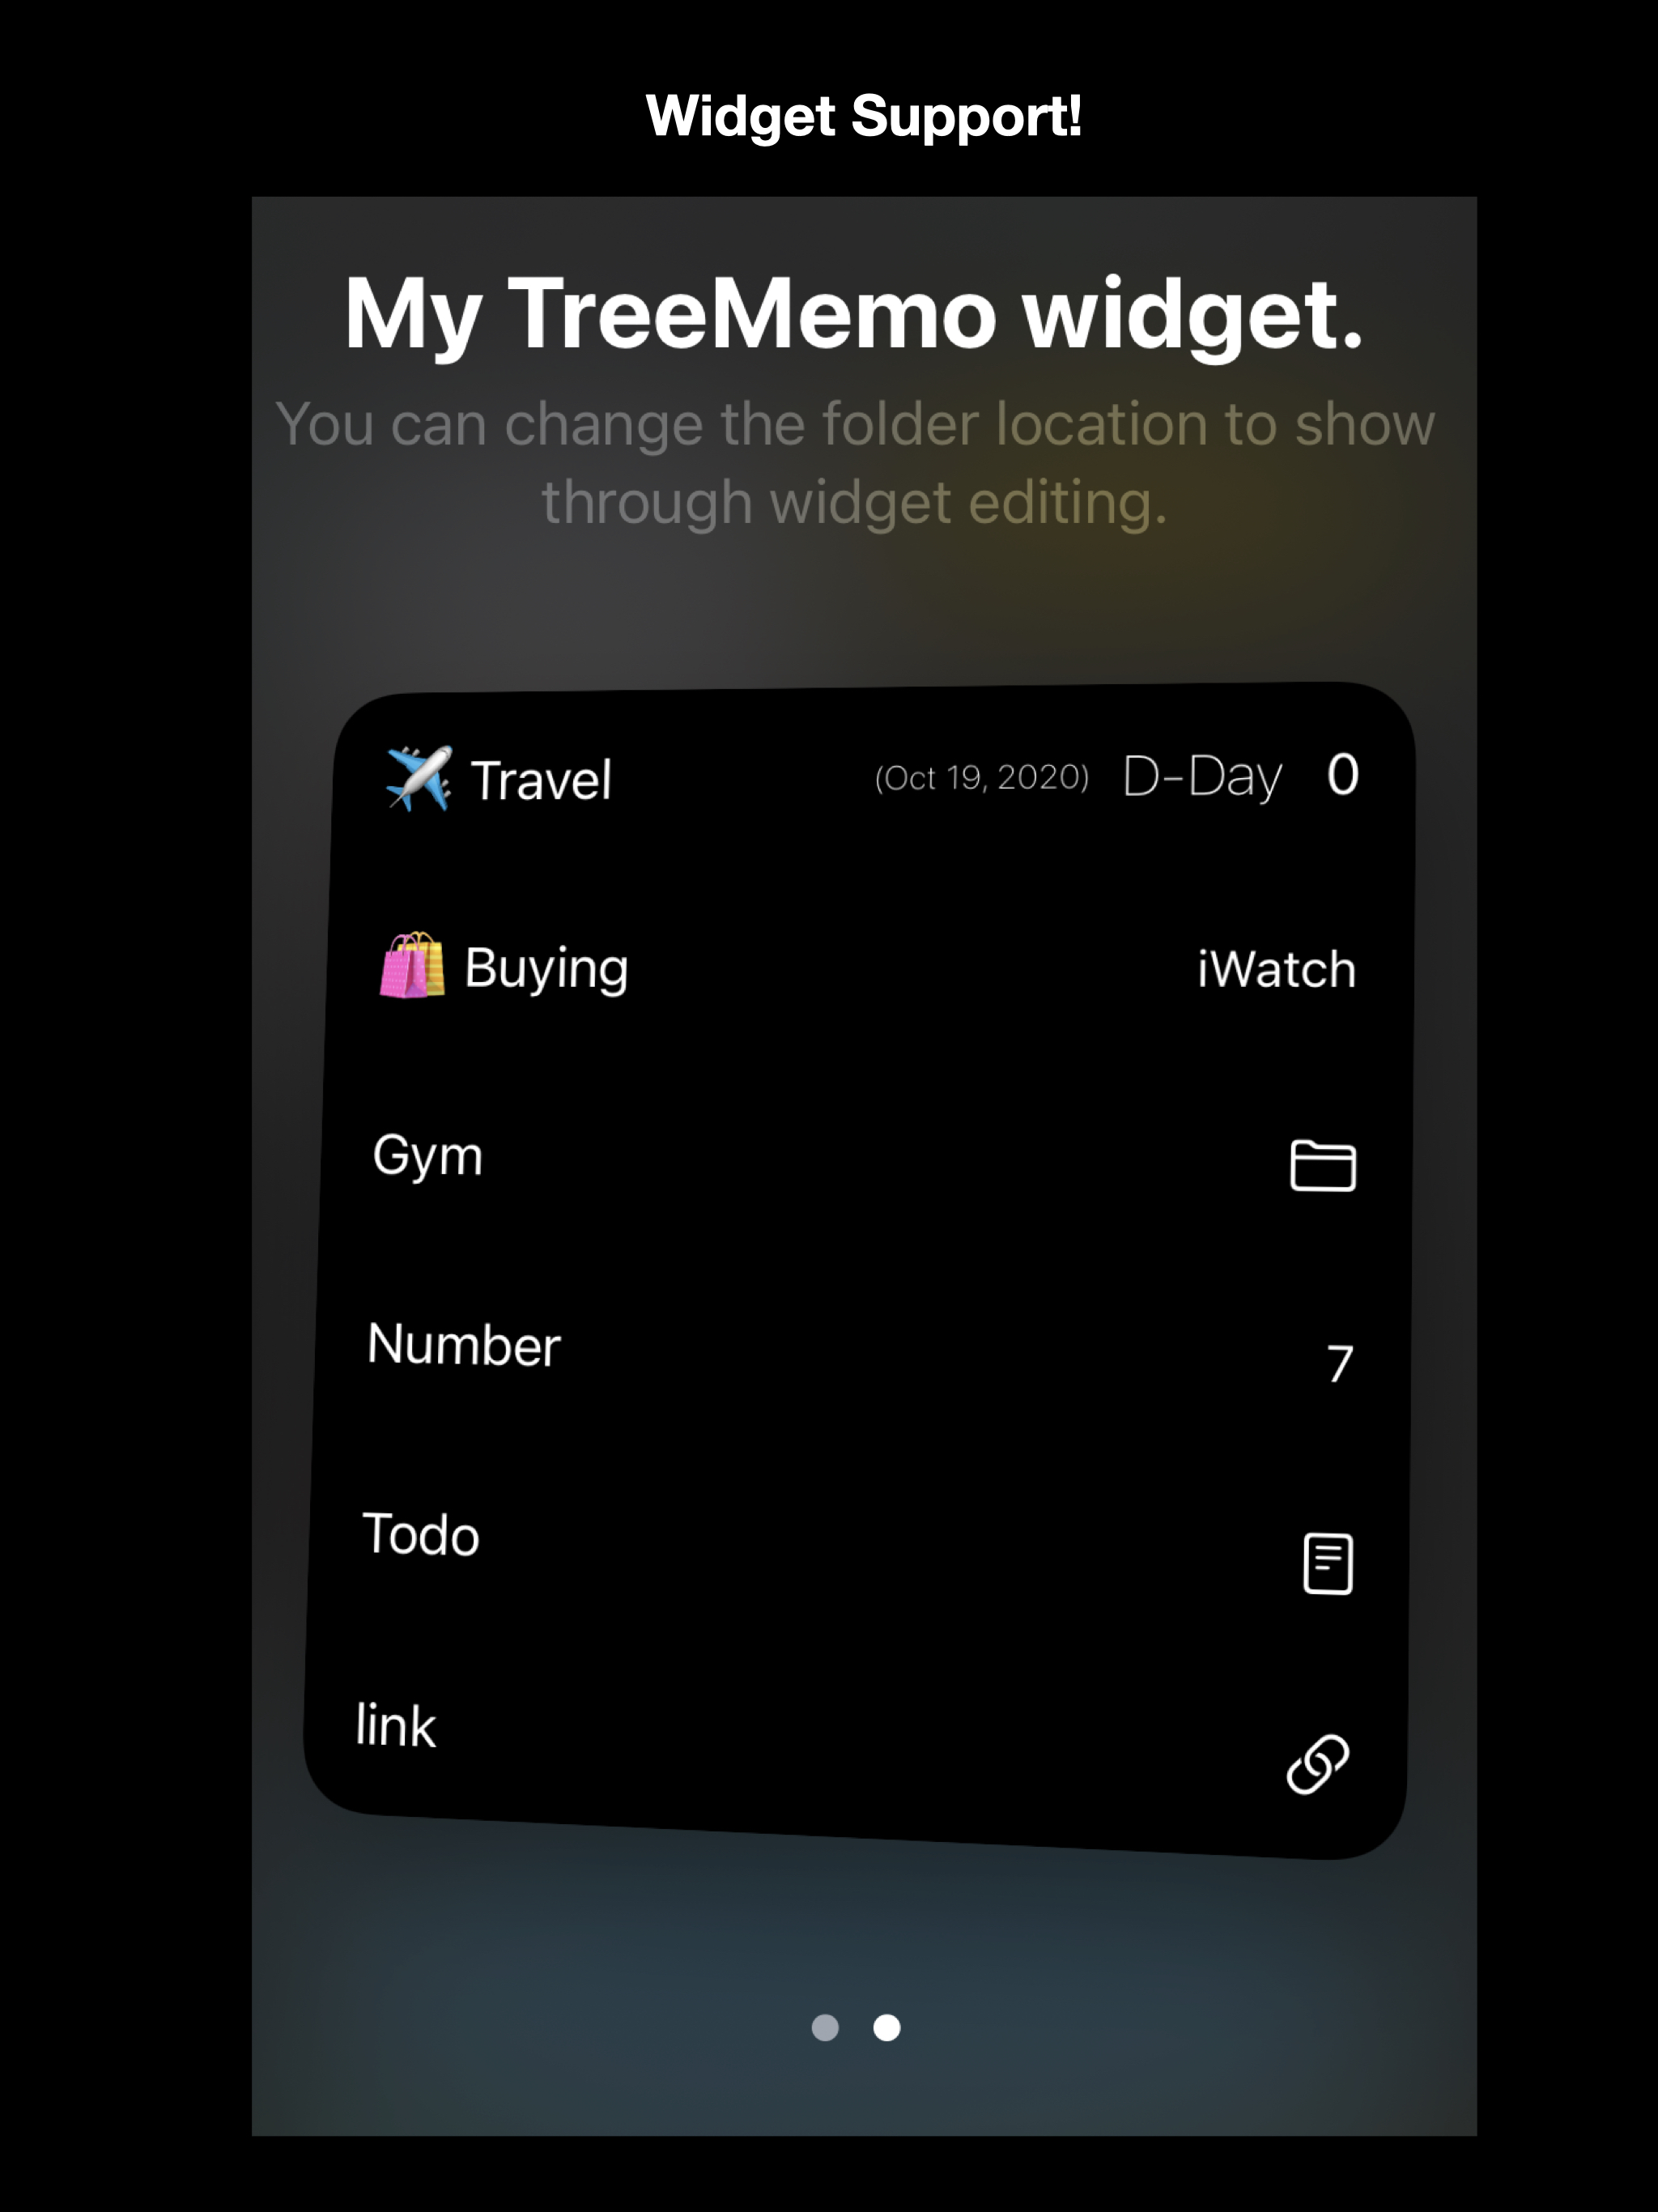 Widget Support!
My TreeMemo widget.
You can change the folder location to show
through widget editing.
✈️ Travel (Oct 19, 2020) D-Day 0
🛍️ Buying iWatch
Gym
Number 7
Todo
link